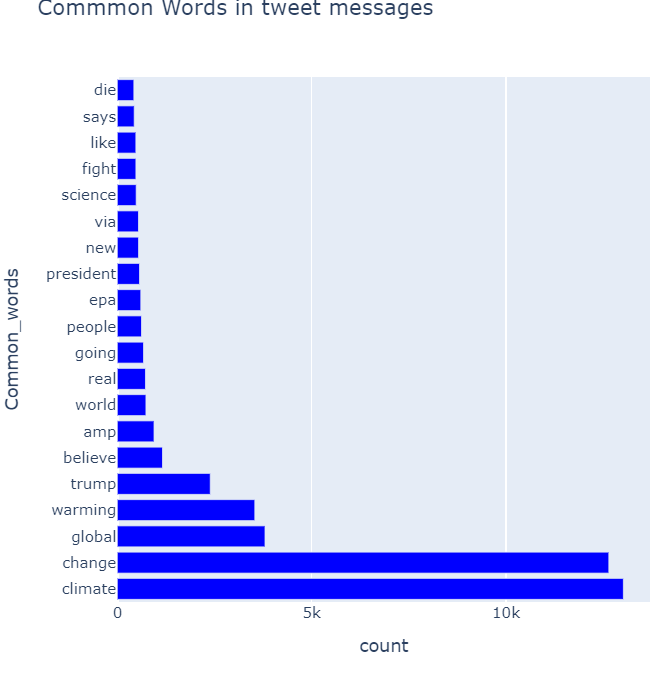 Commmon Words in tweet messages
die
says
like
fight
science
via
new
president
epa
people
going
real
world
amp
believe
trump
warming
global
change
climate
Common_words
0 5k 10k
count